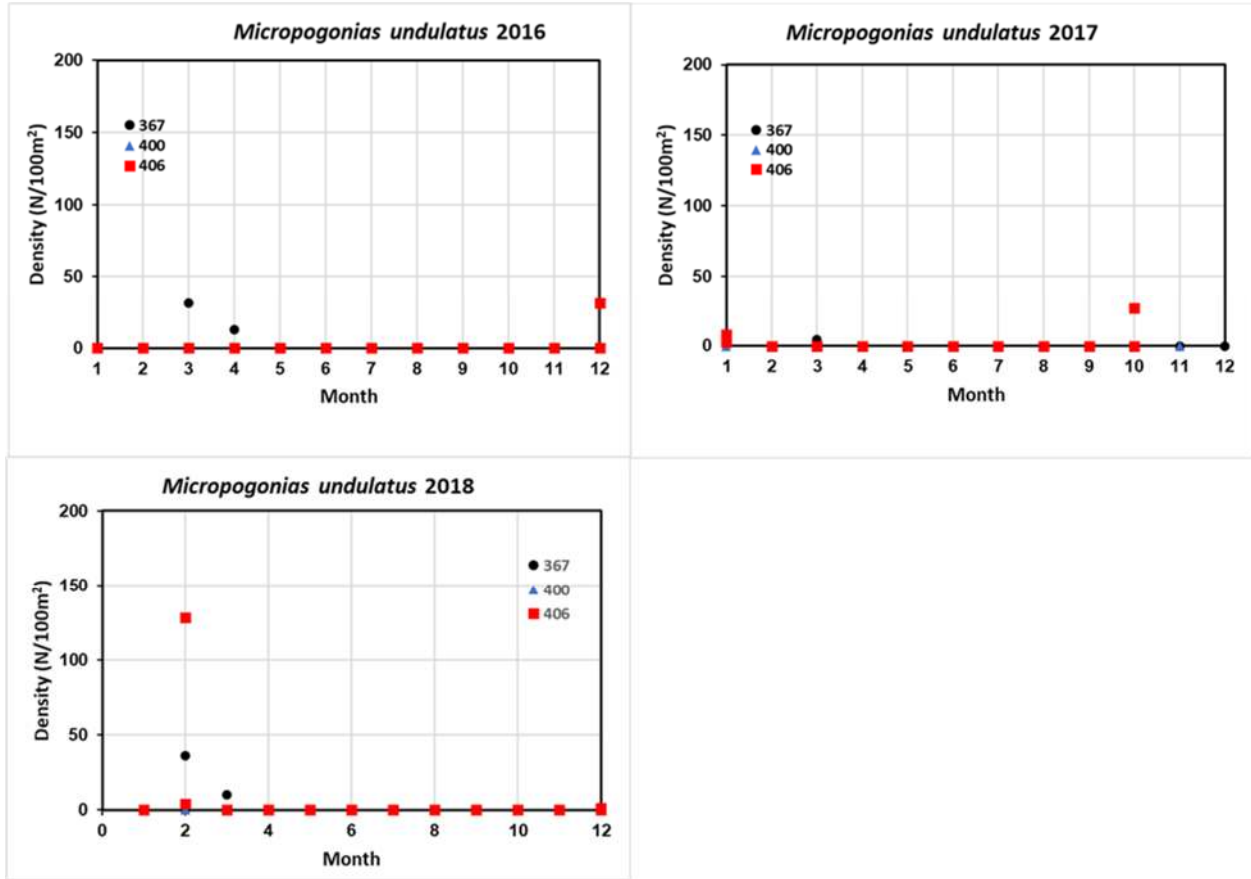 Micropogonias undulatus 2016
200
150
100
50
0
Density (N/100m²)
367
400
406
1 2 3 4 5 6 7 8 9 10 11 12
Month
Micropogonias undulatus 2017
200
150
100
50
0
Density (N/100m²)
367
400
406
1 2 3 4 5 6 7 8 9 10 11 12
Month
Micropogonias undulatus 2018
200
150
100
50
0
Density (N/100m²)
367
400
406
0 2 4 6 8 10 12
Month